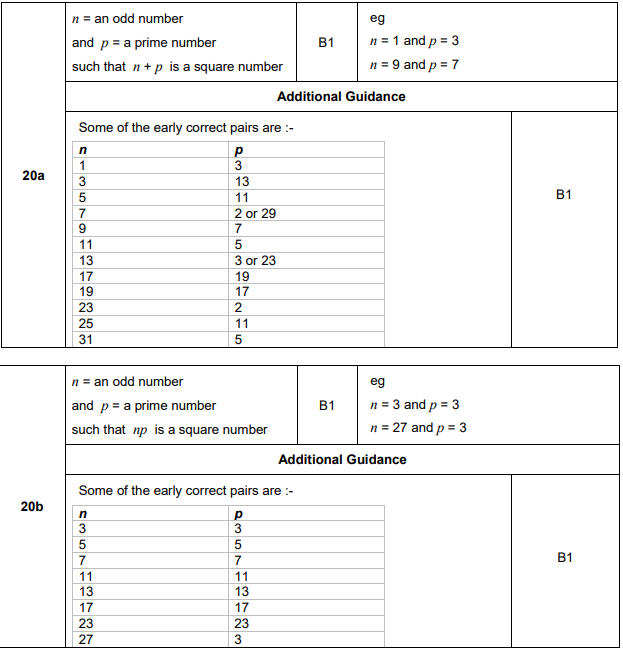 n = an odd number
and p = a prime number
such that n + p is a square number
B1
eg
n = 1 and p = 3
n = 9 and p = 7
Additional Guidance
20a
Some of the early correct pairs are :-
n p
1 3
3 13
5 11
7 2 or 29
9 7
11 5
13 3 or 23
17 19
19 17
23 2
25 11
31 5
B1
n = an odd number
and p = a prime number
such that np is a square number
B1
eg
n = 3 and p = 3
n = 27 and p = 3
Additional Guidance
20b
Some of the early correct pairs are :-
n p
3 3
5 5
7 7
11 11
13 13
17 17
23 23
27 3
B1